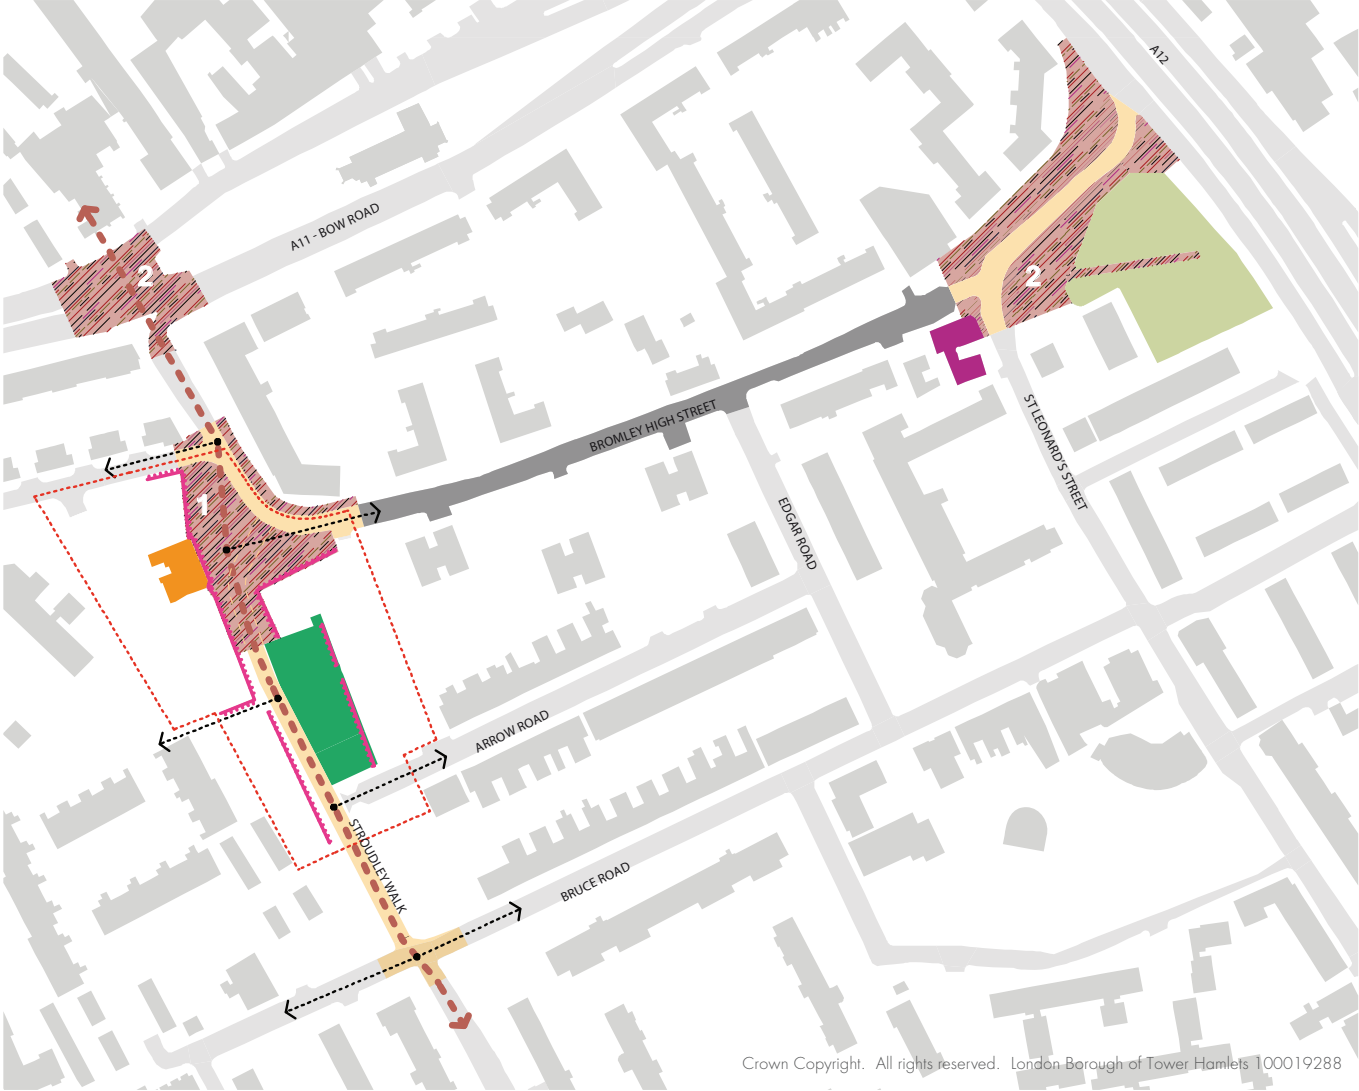 A12
A11 - BOW ROAD
2
2
BROMLEY HIGH STREET
ST LEONARD'S STREET
1
EDGAR ROAD
ARROW ROAD
STROUDLEY WALK
BRUCE ROAD
Crown Copyright. All rights reserved. London Borough of Tower Hamlets 100019288